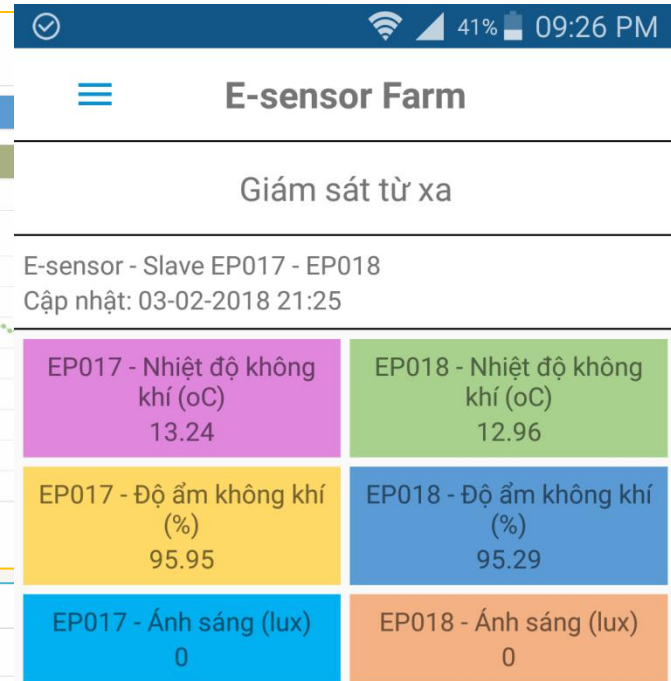 41% 09:26 PM
E-sensor Farm
Giám sát từ xa
E-sensor - Slave EP017 - EP018
Cập nhật: 03-02-2018 21:25
EP017 - Nhiệt độ không
khí (oC)
13.24
EP018 - Nhiệt độ không
khí (oC)
12.96
EP017 - Độ ẩm không khí
(%)
95.95
EP018 - Độ ẩm không khí
(%)
95.29
EP017 - Ánh sáng (lux)
0
EP018 - Ánh sáng (lux)
0